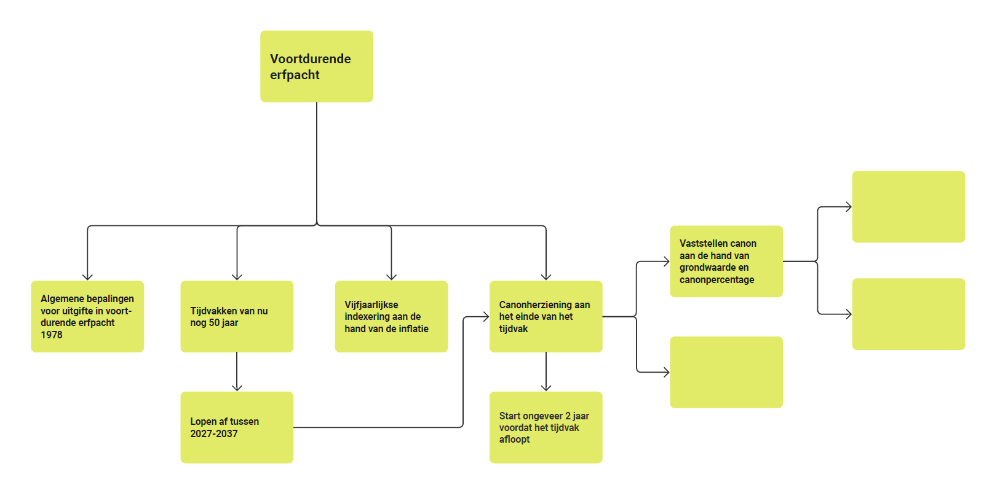 Voortdurende
erfpacht
Algemene bepalingen
voor uitgifte in voort-
durende erfpacht
1978
Tijdvakken van nu
nog 50 jaar
Vijfjaarlijkse
indexering aan de
hand van de inflatie
Canonherziening aan
het einde van het
tijdvak
Vaststellen canon
aan de hand van
grondwaarde en
canonpercentage
Lopen af tussen
2027-2037
Start ongeveer 2 jaar
voordat het tijdvak
afloopt